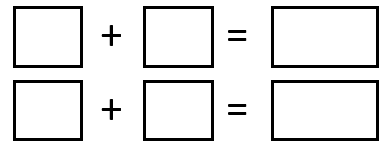 + =
+ =